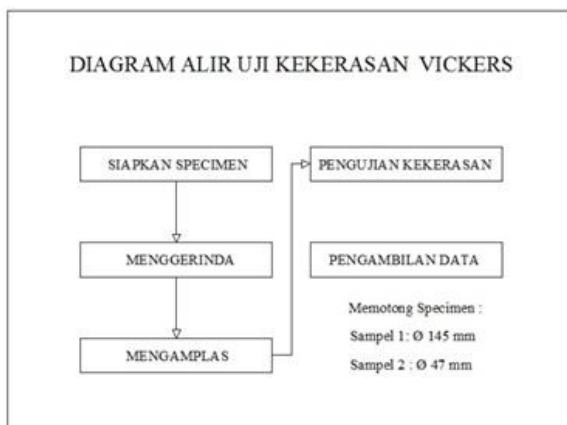 DIAGRAM ALIR UJI KEKERASAN VICKERS
SIAPKAN SPECIMEN
MENGGERINDA
MENGAMPLAS
PENGUJIAN KEKERASAN
PENGAMBILAN DATA
Memotong Specimen :
Sampel 1: Ø 145 mm
Sampel 2 : Ø 47 mm